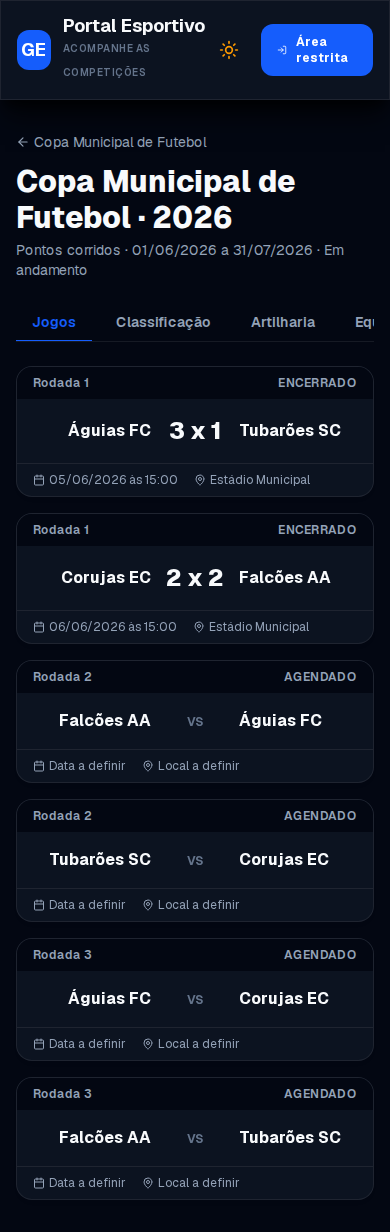 GE
Portal Esportivo
ACOMPANHE AS
COMPETIÇÕES
Área
restrita
Copa Municipal de Futebol
Copa Municipal de
Futebol · 2026
Pontos corridos · 01/06/2026 a 31/07/2026 · Em
andamento
Jogos Classificação Artilharia Equ
Rodada 1 ENCERRADO
Águias FC 3 x 1 Tubarões SC
05/06/2026 às 15:00 Estádio Municipal
Rodada 1 ENCERRADO
Corujas EC 2 x 2 Falcões AA
06/06/2026 às 15:00 Estádio Municipal
Rodada 2 AGENDADO
Falcões AA VS Águias FC
Data a definir Local a definir
Rodada 2 AGENDADO
Tubarões SC VS Corujas EC
Data a definir Local a definir
Rodada 3 AGENDADO
Águias FC VS Corujas EC
Data a definir Local a definir
Rodada 3 AGENDADO
Falcões AA VS Tubarões SC
Data a definir Local a definir